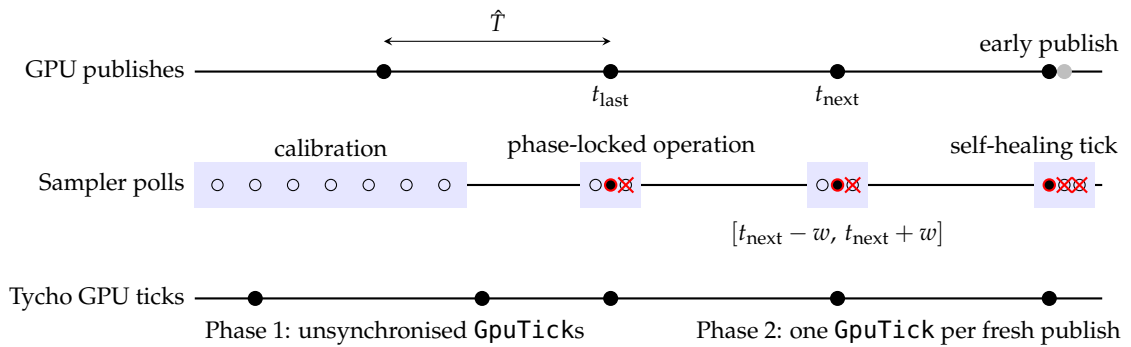 T̂
early publish
GPU publishes
t_last
t_next
calibration
phase-locked operation
self-healing tick
Sampler polls
[t_next − w, t_next + w]
Tycho GPU ticks
Phase 1: unsynchronised GpuTicks
Phase 2: one GpuTick per fresh publish